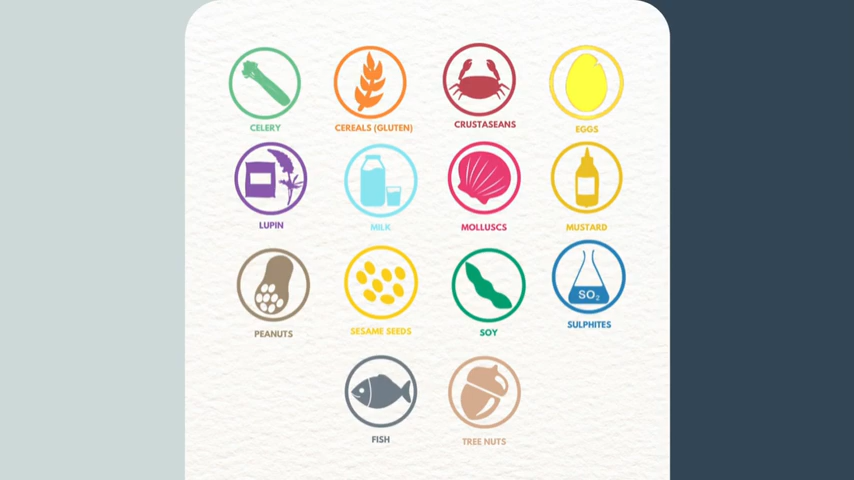 CELERY
CEREALS (GLUTEN)
CRUSTASEANS
EGGS
LUPIN
MILK
MOLLUSCS
MUSTARD
PEANUTS
SESAME SEEDS
SOY
SO2
SULPHITES
FISH
TREE NUTS